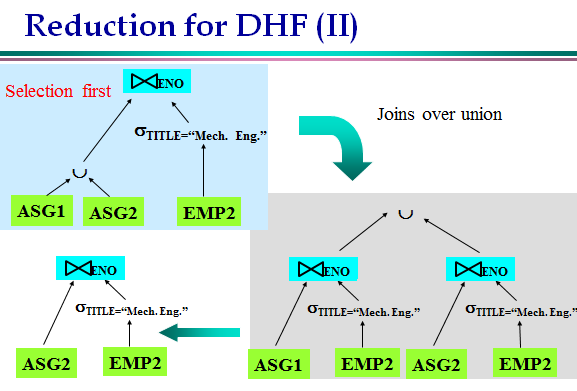 Reduction for DHF (II)
⋈ENO
Selection first
σTITLE=“Mech. Eng.”
Joins over union
∪
ASG1 ASG2 EMP2
∪
⋈ENO
⋈ENO ⋈ENO
σTITLE=“Mech. Eng.”
σTITLE=“Mech. Eng.” σTITLE=“Mech. Eng.”
ASG2 EMP2
ASG1 EMP2 ASG2 EMP2